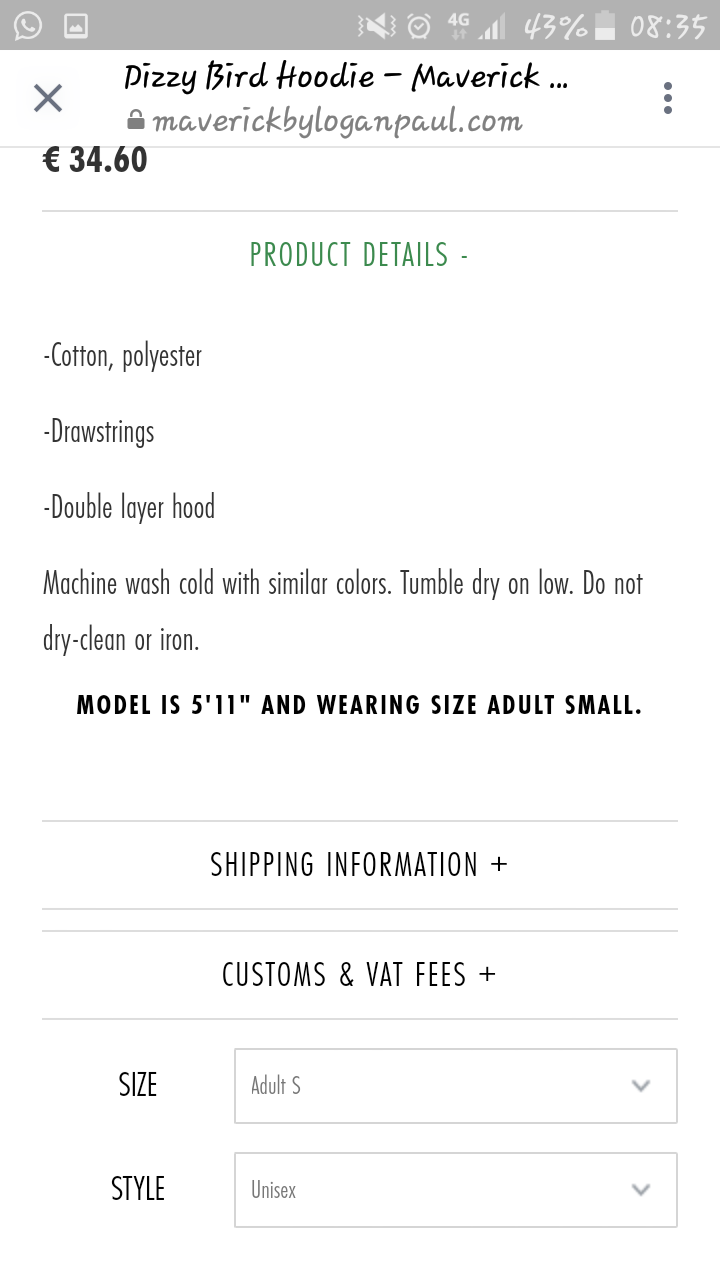 4G 43% 08:35
Dizzy Bird Hoodie – Maverick ...
maverickbyloganpaul.com
€ 34.60
PRODUCT DETAILS -
-Cotton, polyester
-Drawstrings
-Double layer hood
Machine wash cold with similar colors. Tumble dry on low. Do not
dry-clean or iron.
MODEL IS 5'11" AND WEARING SIZE ADULT SMALL.
SHIPPING INFORMATION +
CUSTOMS & VAT FEES +
SIZE Adult S
STYLE Unisex